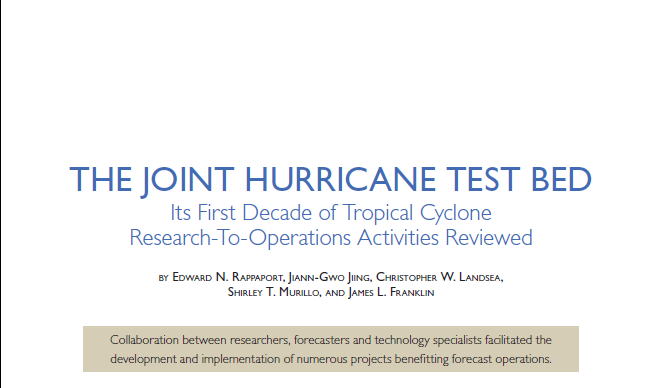 THE JOINT HURRICANE TEST BED
Its First Decade of Tropical Cyclone
Research-To-Operations Activities Reviewed
BY EDWARD N. RAPPAPORT, JIANN-GWO JIING, CHRISTOPHER W. LANDSEA,
SHIRLEY T. MURILLO, AND JAMES L. FRANKLIN
Collaboration between researchers, forecasters and technology specialists facilitated the
development and implementation of numerous projects benefitting forecast operations.